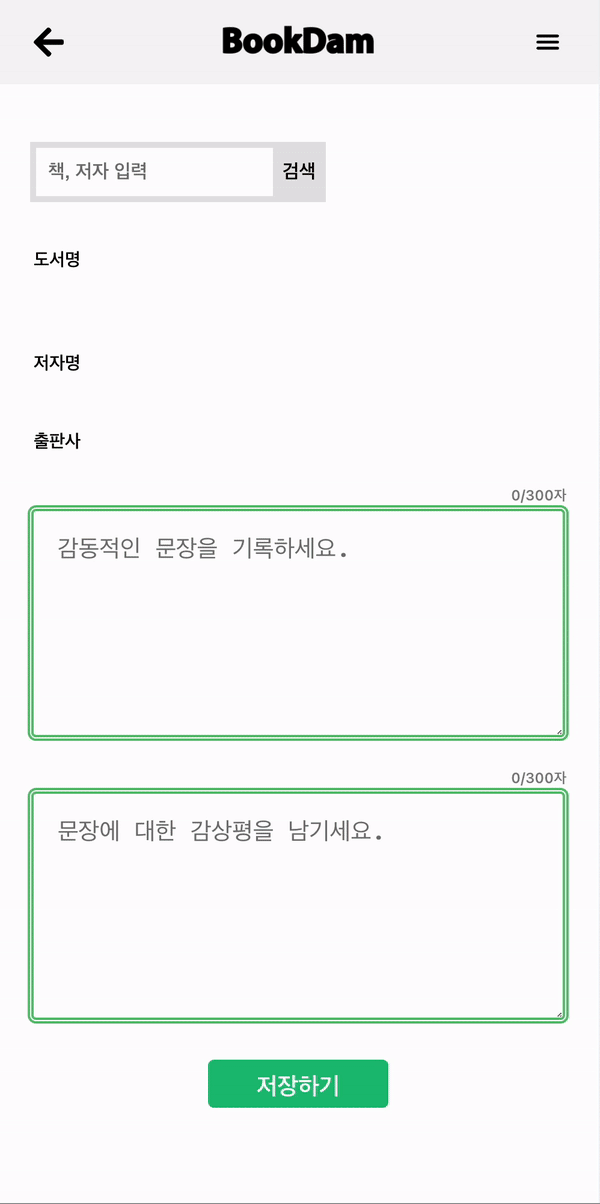 BookDam
책, 저자 입력 검색
도서명
저자명
출판사
0/300자
감동적인 문장을 기록하세요.
0/300자
문장에 대한 감상평을 남기세요.
저장하기